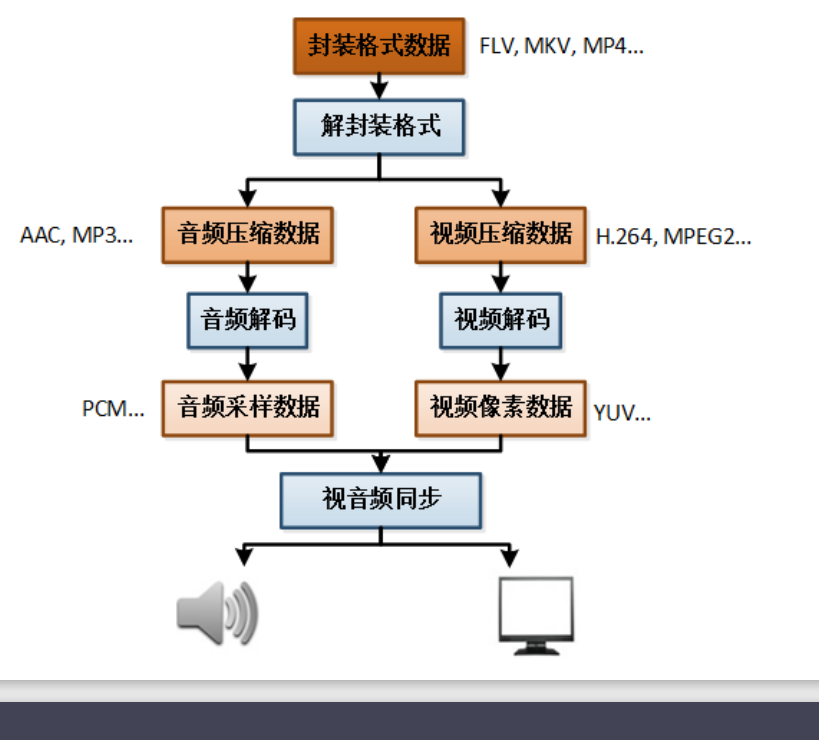 封装格式数据 FLV, MKV, MP4...
解封装格式
AAC, MP3... 音频压缩数据 视频压缩数据 H.264, MPEG2...
音频解码 视频解码
PCM... 音频采样数据 视频像素数据 YUV...
视音频同步